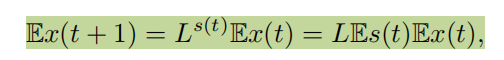 𝔼x(t + 1) = L^{s(t)}𝔼x(t) = L𝔼s(t)𝔼x(t),